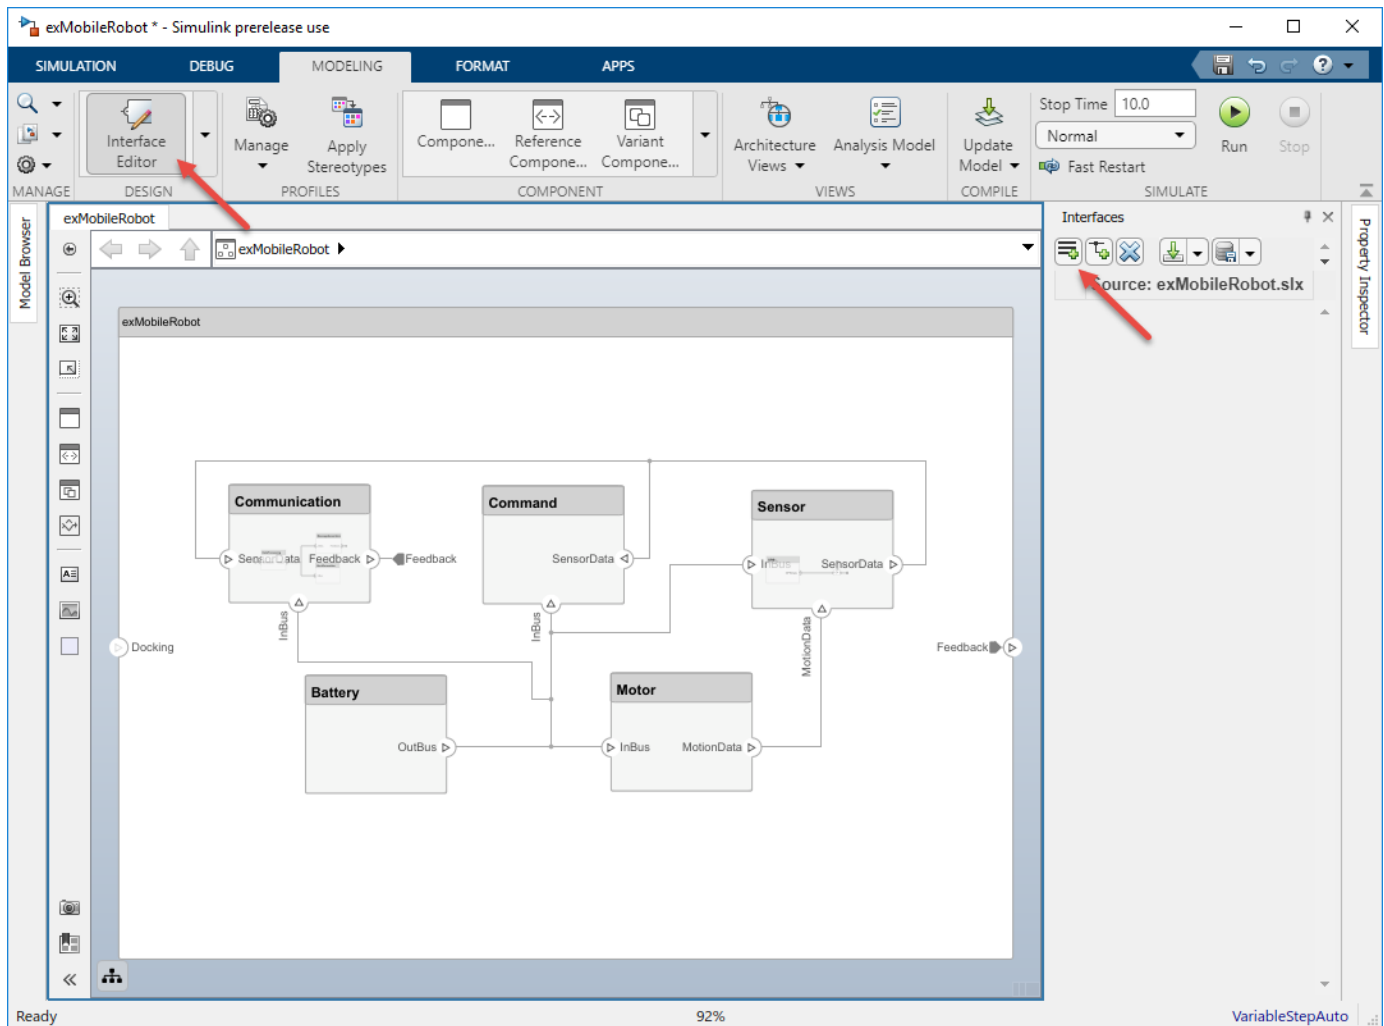 exMobileRobot * - Simulink prerelease use
SIMULATION DEBUG MODELING FORMAT APPS
Interface Editor
Manage
Apply Stereotypes
Compone...
Reference Compone...
Variant Compone...
Architecture Views
Analysis Model
Update Model
Stop Time 10.0
Normal
Fast Restart
Run
Stop
MANAGE DESIGN PROFILES COMPONENT VIEWS COMPILE SIMULATE
Model Browser
exMobileRobot
exMobileRobot
Interfaces
Source: exMobileRobot.slx
Property Inspector
exMobileRobot
Communication
SensorData Feedback
Feedback
InBus
Command
SensorData
InBus
Sensor
InBus SensorData
MotionData
Docking
Feedback
Battery
OutBus
Motor
InBus MotionData
Ready
92%
VariableStepAuto